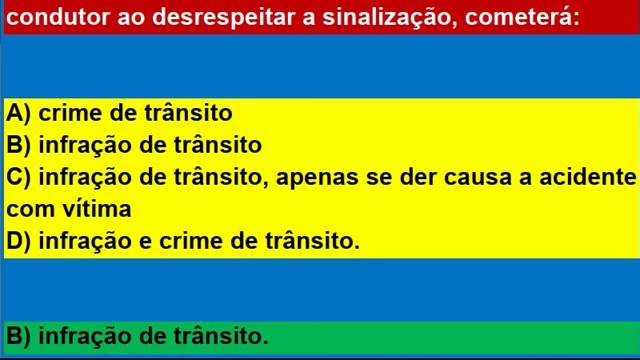 condutor ao desrespeitar a sinalização, cometerá:
A) crime de trânsito
B) infração de trânsito
C) infração de trânsito, apenas se der causa a acidente
com vítima
D) infração e crime de trânsito.
B) infração de trânsito.